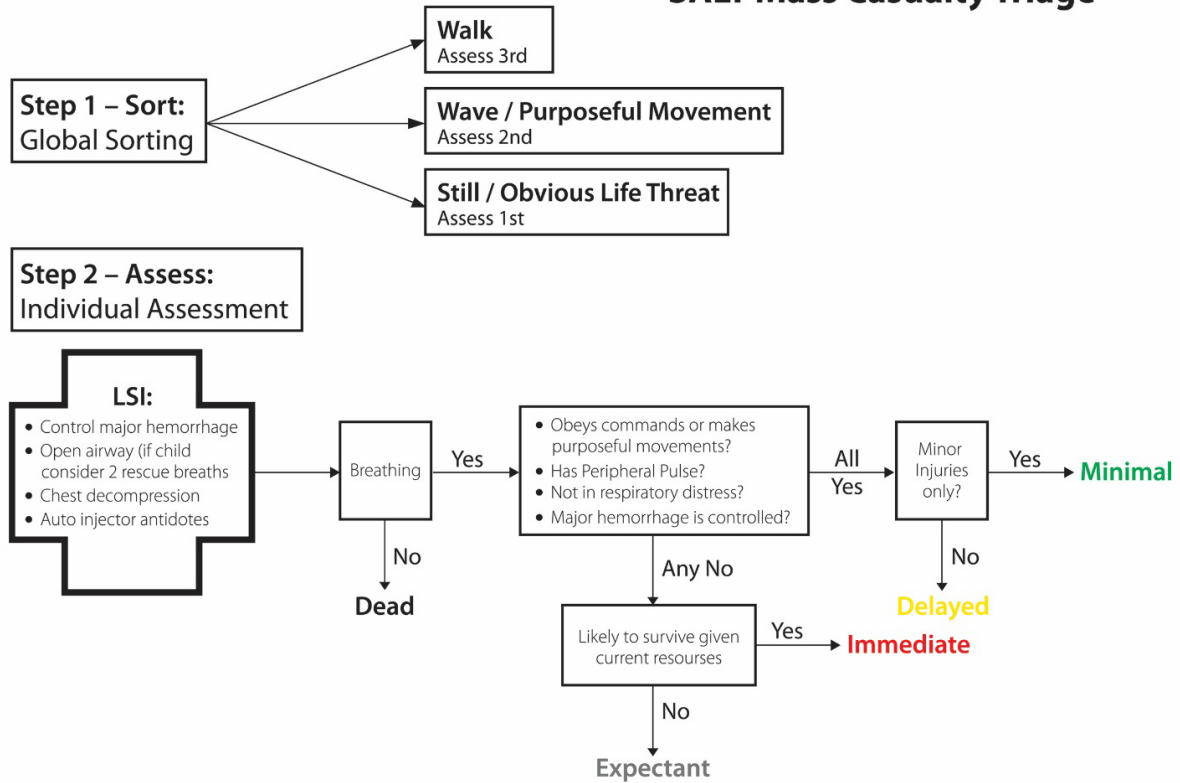 SALT Mass Casualty Triage
Walk
Assess 3rd
Step 1 – Sort:
Global Sorting
Wave / Purposeful Movement
Assess 2nd
Still / Obvious Life Threat
Assess 1st
Step 2 – Assess:
Individual Assessment
LSI:
• Control major hemorrhage
• Open airway (if child
consider 2 rescue breaths
• Chest decompression
• Auto injector antidotes
Breathing
Yes
No
Dead
• Obeys commands or makes
purposeful movements?
• Has Peripheral Pulse?
• Not in respiratory distress?
• Major hemorrhage is controlled?
All
Yes
Minor
Injuries
only?
Yes
Minimal
No
Delayed
Any No
Likely to survive given
current resourses
Yes
Immediate
No
Expectant